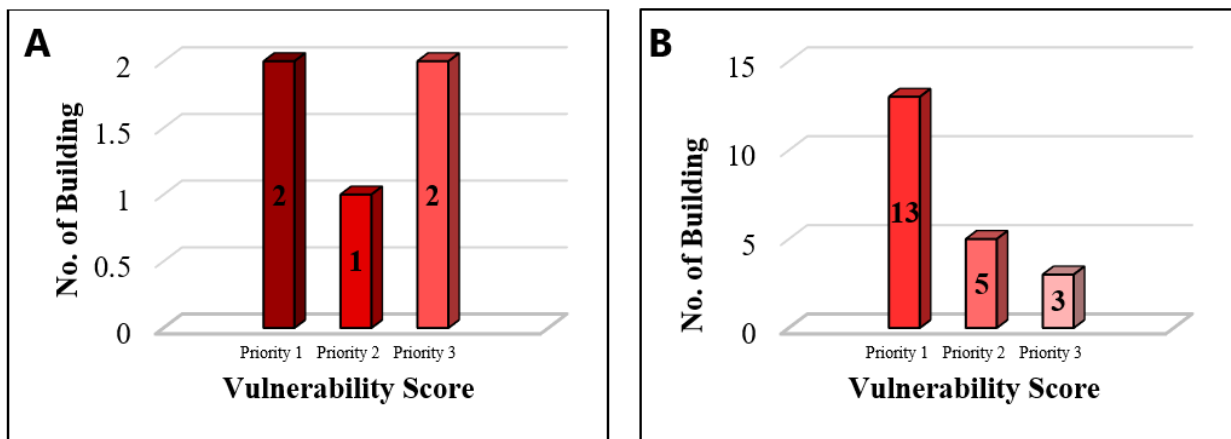 A
No. of Building
2
1.5
1
0.5
0
2
1
2
Priority 1 Priority 2 Priority 3
Vulnerability Score
B
No. of Building
15
10
5
0
13
5
3
Priority 1 Priority 2 Priority 3
Vulnerability Score